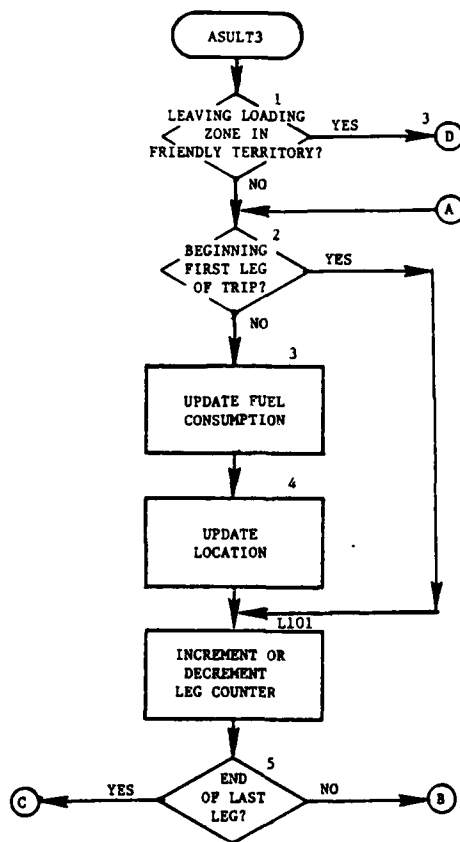 ASULT3
1
LEAVING LOADING
ZONE IN
FRIENDLY TERRITORY?
YES
3
D
NO
A
2
BEGINNING
FIRST LEG
OF TRIP?
YES
NO
3
UPDATE FUEL
CONSUMPTION
4
UPDATE
LOCATION
L101
INCREMENT OR
DECREMENT
LEG COUNTER
5
END
OF LAST
LEG?
YES
C
NO
B